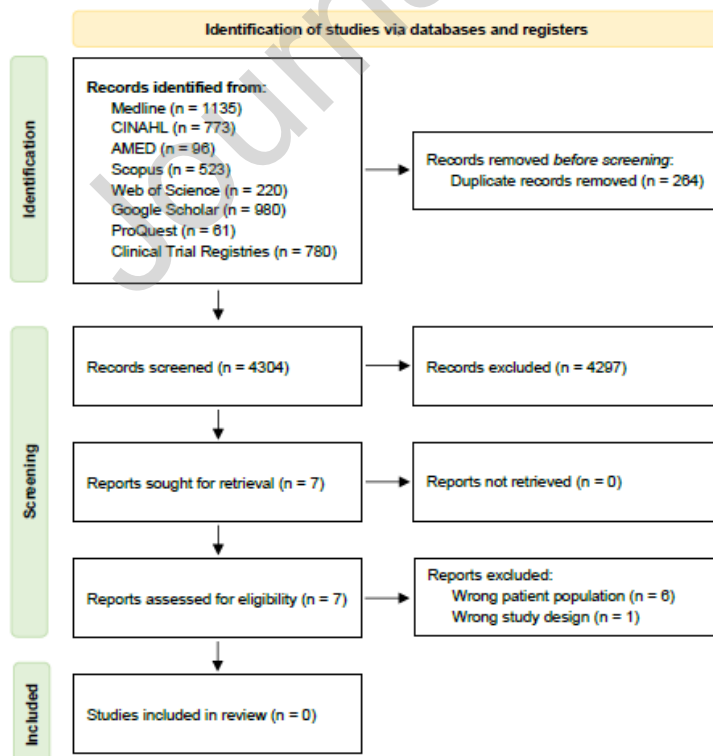 Identification of studies via databases and registers
Identification
Records identified from:
Medline (n = 1135)
CINAHL (n = 773)
AMED (n = 96)
Scopus (n = 523)
Web of Science (n = 220)
Google Scholar (n = 980)
ProQuest (n = 61)
Clinical Trial Registries (n = 780)
Records removed before screening:
Duplicate records removed (n = 264)
Screening
Records screened (n = 4304)
Records excluded (n = 4297)
Reports sought for retrieval (n = 7)
Reports not retrieved (n = 0)
Reports assessed for eligibility (n = 7)
Reports excluded:
Wrong patient population (n = 6)
Wrong study design (n = 1)
Included
Studies included in review (n = 0)
Journa